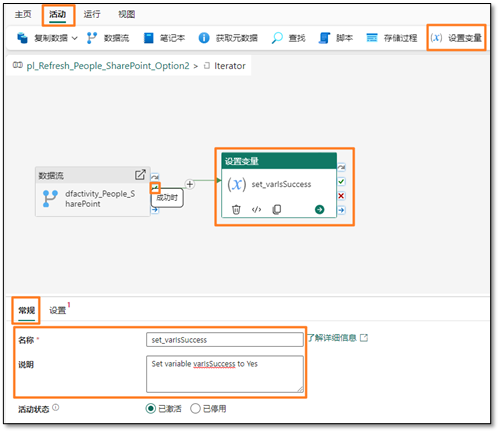 主页 活动 运行 视图
复制数据 数据流 笔记本 获取元数据 查找 脚本 存储过程 (x) 设置变量
pl_Refresh_People_SharePoint_Option2 > Iterator
数据流
dfactivity_People_S
harePoint
成功时
设置变量
(x) set_varIsSuccess
常规 设置 1
名称 * set_varIsSuccess 了解详细信息
说明 Set variable varIsSuccess to Yes
活动状态 已激活 已停用